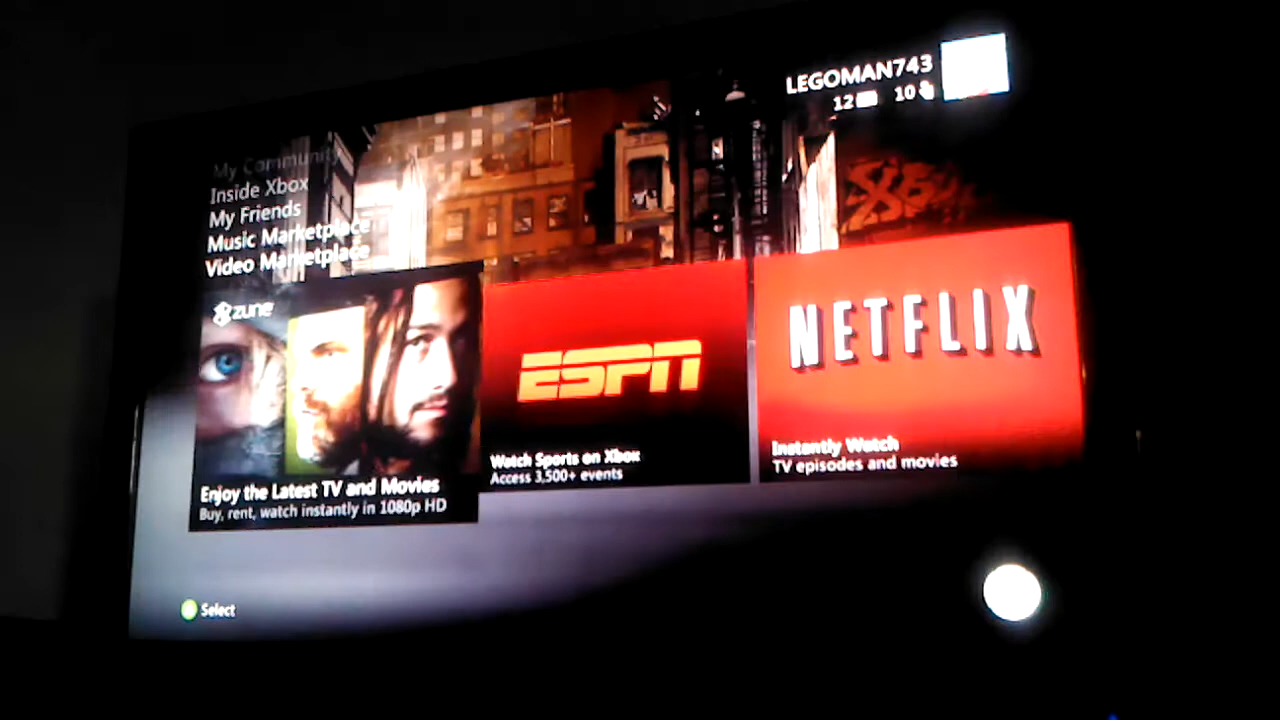 LEGOMAN743
12 10
My Community
Inside Xbox
My Friends
Music Marketplace
Video Marketplace
zune
Enjoy the Latest TV and Movies
Buy, rent, watch instantly in 1080p HD
ESPN
Watch Sports on Xbox
Access 3,500+ events
NETFLIX
Instantly Watch
TV episodes and movies
Select